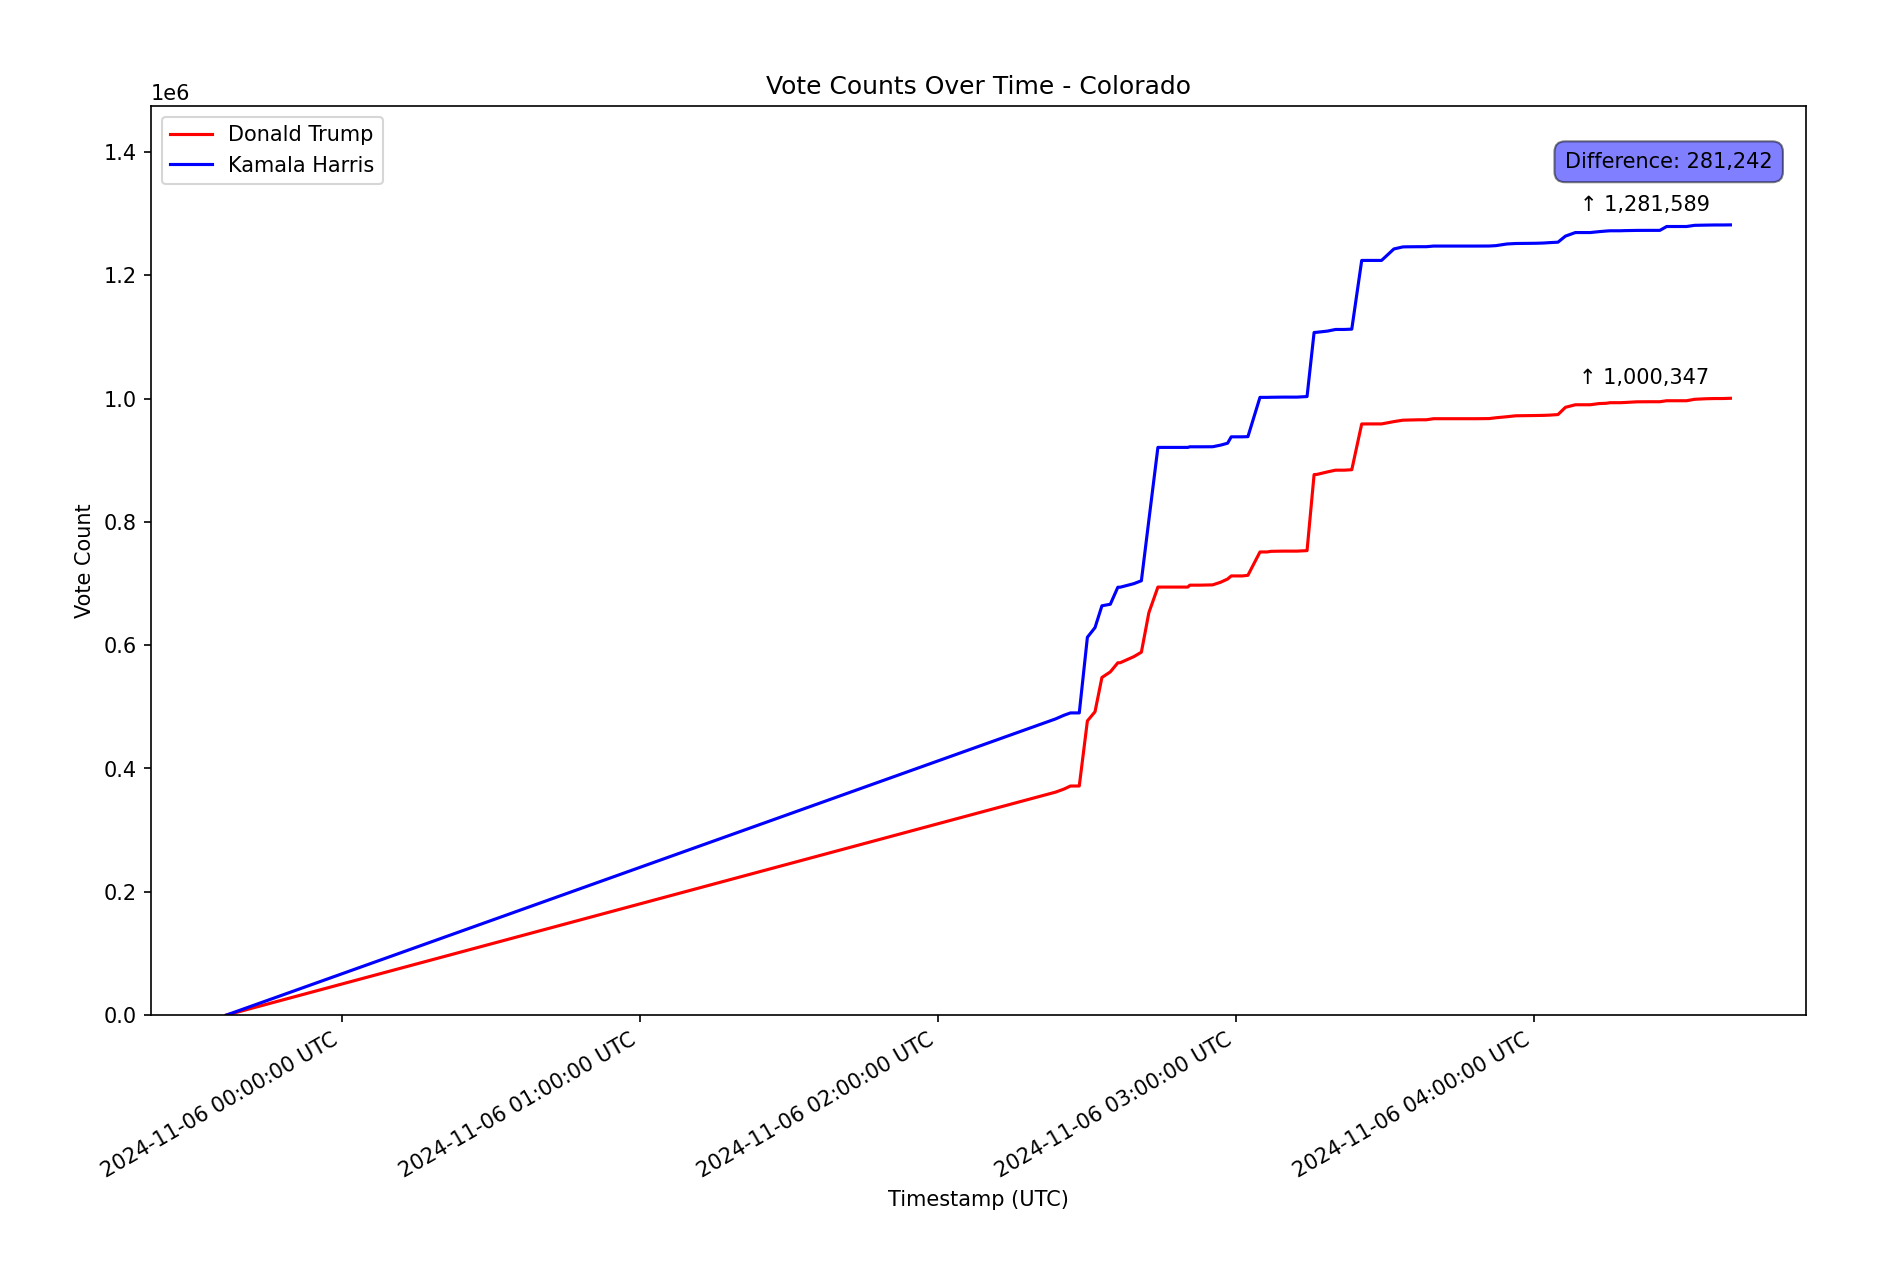 Vote Counts Over Time - Colorado
1e6
Donald Trump
Kamala Harris
Difference: 281,242
↑ 1,281,589
↑ 1,000,347
1.4
1.2
1.0
0.8
0.6
0.4
0.2
0.0
Vote Count
2024-11-06 00:00:00 UTC
2024-11-06 01:00:00 UTC
2024-11-06 02:00:00 UTC
2024-11-06 03:00:00 UTC
2024-11-06 04:00:00 UTC
Timestamp (UTC)